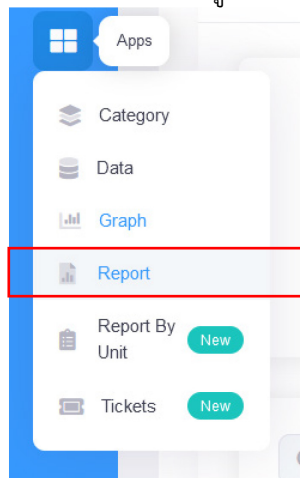 Apps
Category
Data
Graph
Report
Report By
Unit
New
Tickets
New